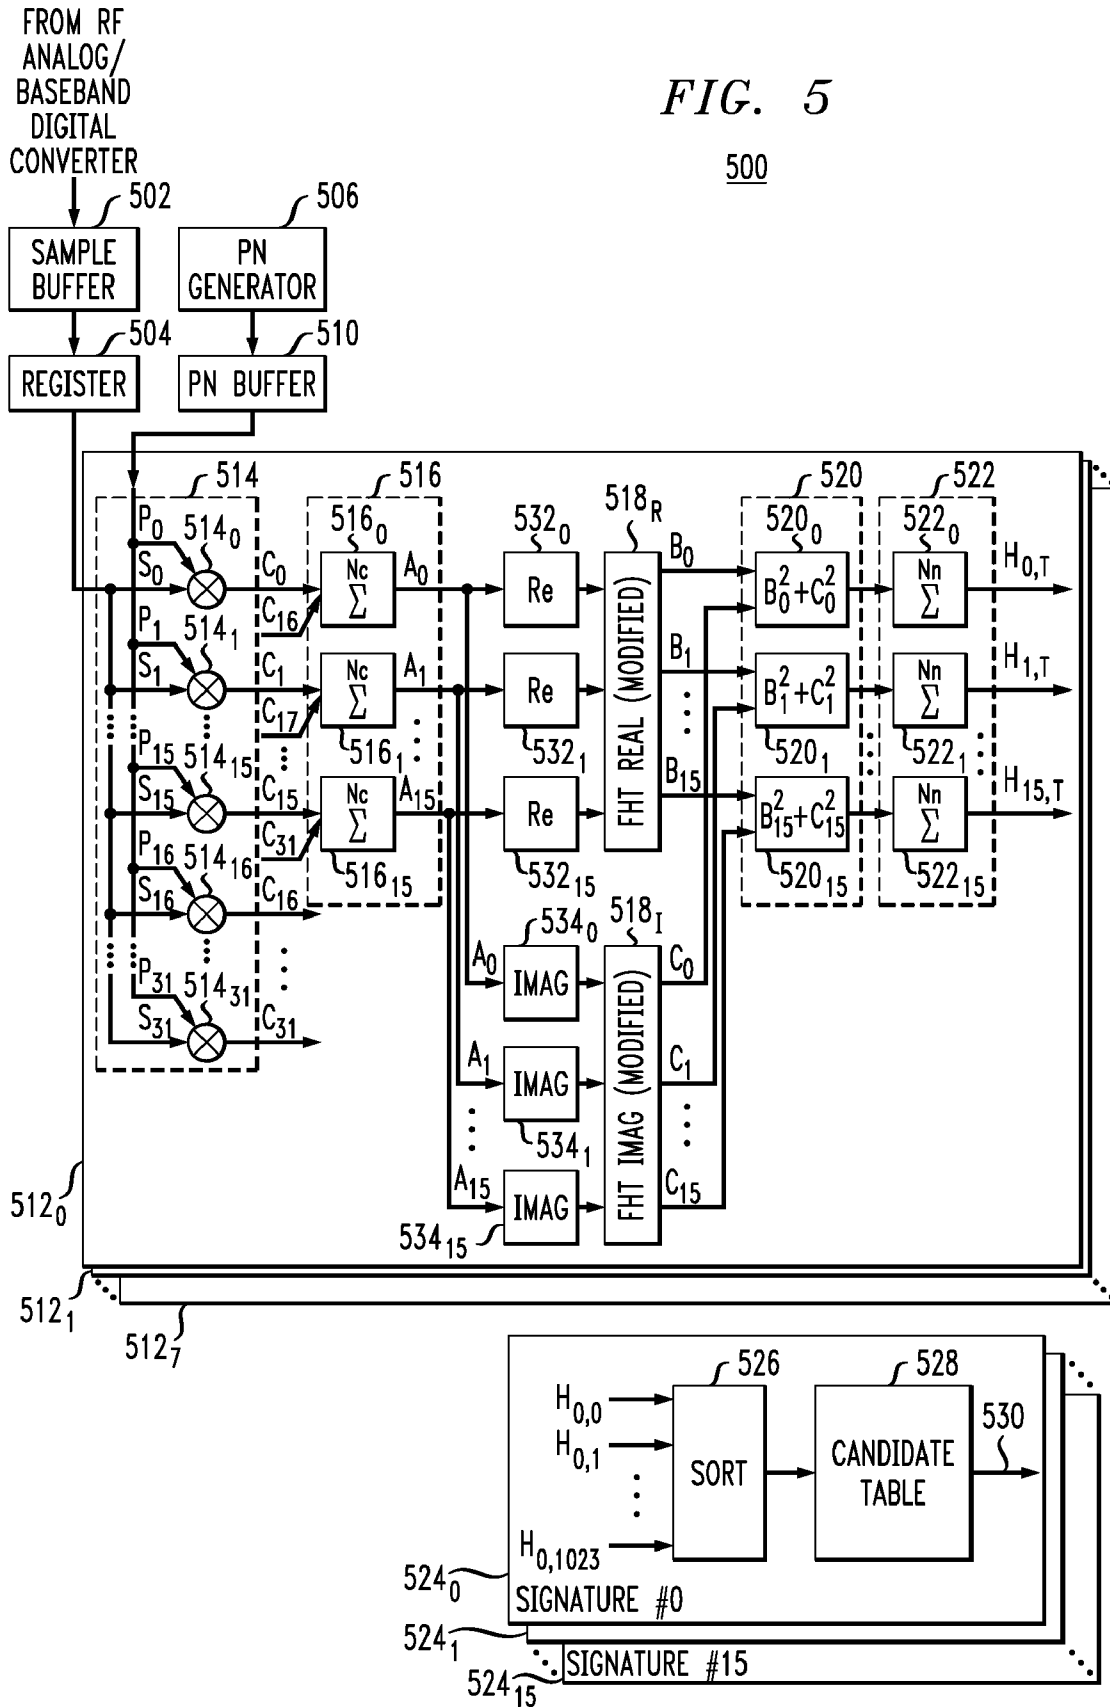 FROM RF
ANALOG/
BASEBAND
DIGITAL
CONVERTER
FIG. 5
500
502
506
SAMPLE
BUFFER
PN
GENERATOR
504
510
REGISTER
PN BUFFER
514
516
518R
520
522
P0
5140
S0
C0
C16
5160
Nc
Σ
A0
5320
Re
B0
5200
B0²+C0²
5220
Nn
Σ
H0,T
P1
5141
S1
C1
C17
Nc
Σ
5161
A1
Re
5321
FHT REAL (MODIFIED)
B1
B1²+C1²
5201
Nn
Σ
5221
H1,T
P15
51415
S15
C15
C31
Nc
Σ
51615
A15
Re
53215
B15
B15²+C15²
52015
Nn
Σ
52215
H15,T
P16
51416
S16
C16
P31
51431
S31
C31
5340
518I
A0
IMAG
C0
A1
IMAG
5341
FHT IMAG (MODIFIED)
C1
A15
IMAG
53415
C15
5120
5121
5127
526
528
H0,0
H0,1
H0,1023
SORT
CANDIDATE
TABLE
530
5240
SIGNATURE #0
5241
52415
SIGNATURE #15